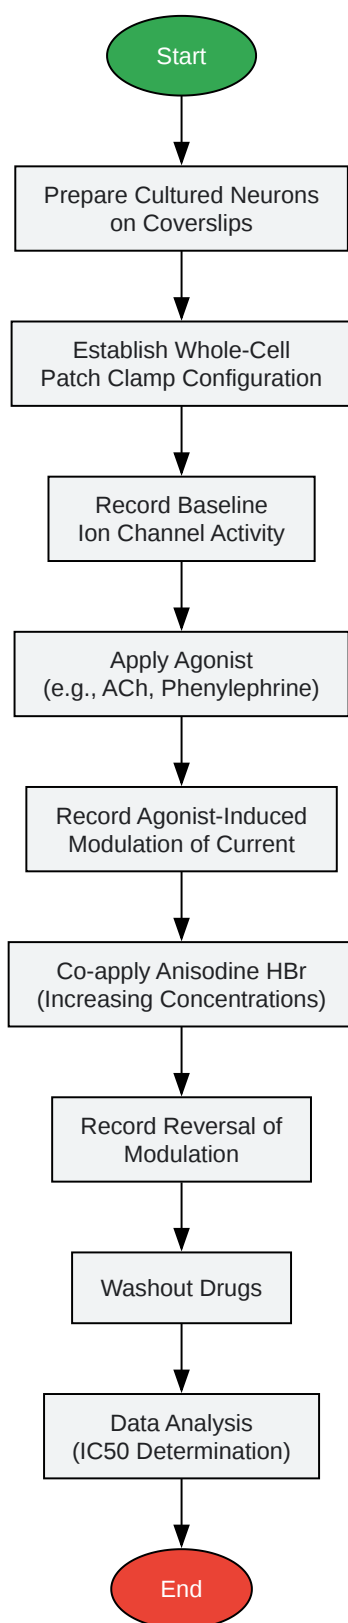 Start
Prepare Cultured Neurons
on Coverslips
Establish Whole-Cell
Patch Clamp Configuration
Record Baseline
Ion Channel Activity
Apply Agonist
(e.g., ACh, Phenylephrine)
Record Agonist-Induced
Modulation of Current
Co-apply Anisodine HBr
(Increasing Concentrations)
Record Reversal of
Modulation
Washout Drugs
Data Analysis
(IC50 Determination)
End